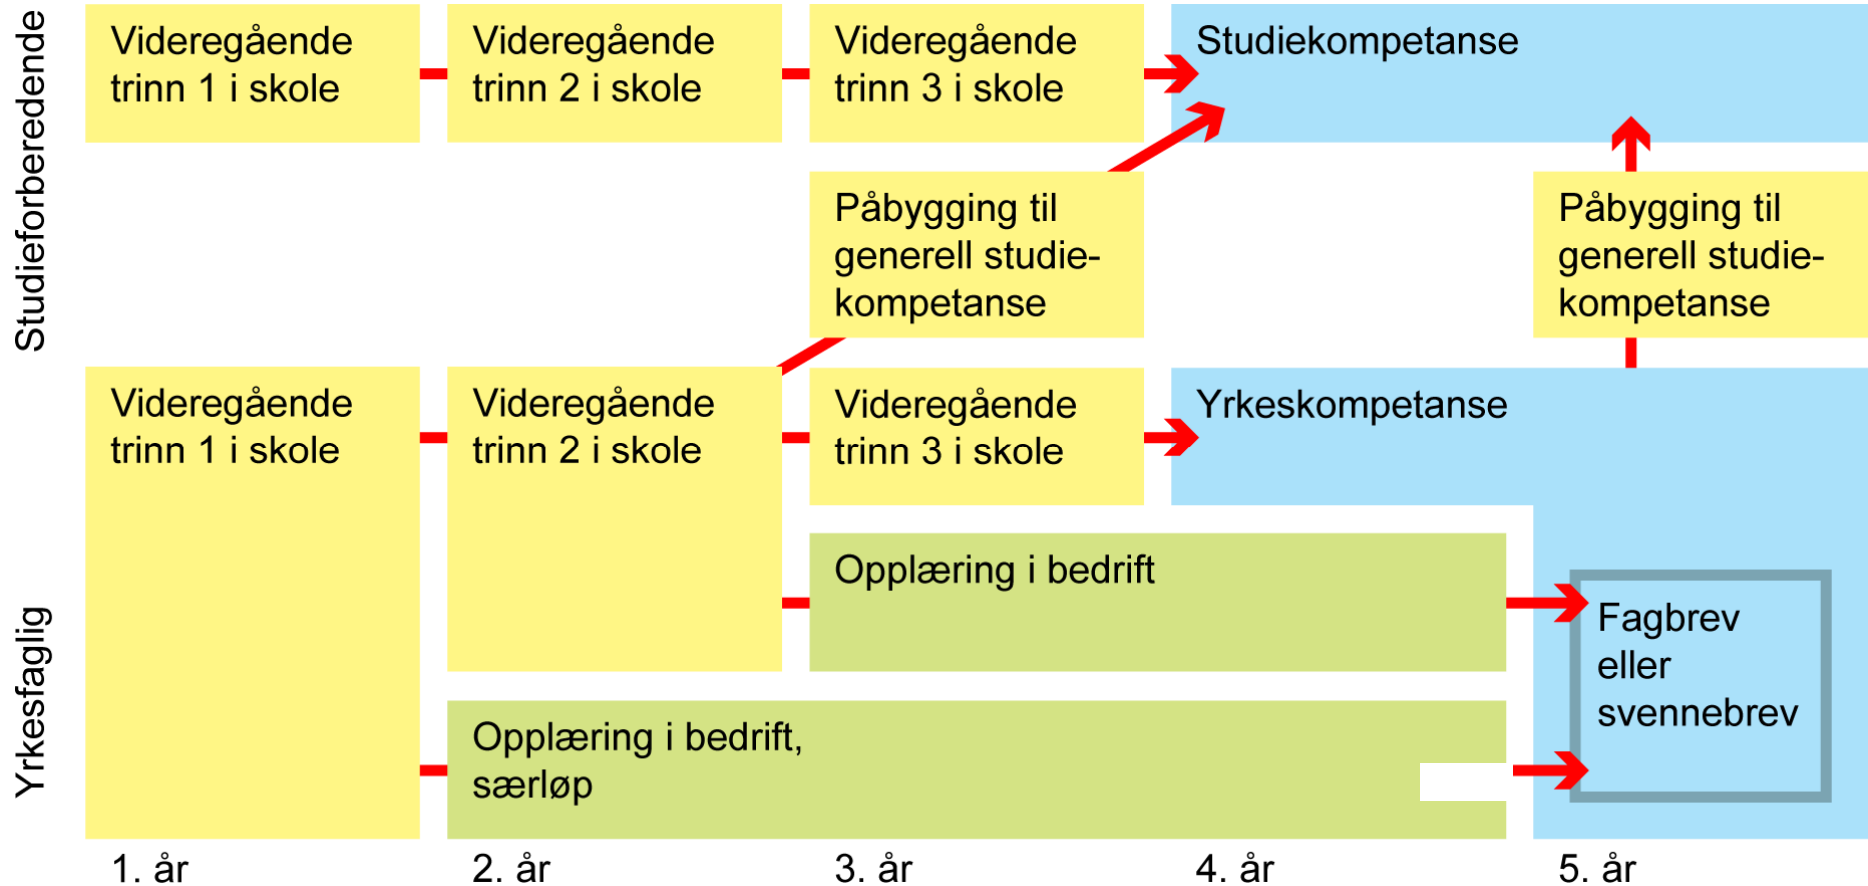 Studieforberedende
Videregående
trinn 1 i skole
Videregående
trinn 2 i skole
Videregående
trinn 3 i skole
Studiekompetanse
Påbygging til
generell studie-
kompetanse
Påbygging til
generell studie-
kompetanse
Yrkesfaglig
Videregående
trinn 1 i skole
Videregående
trinn 2 i skole
Videregående
trinn 3 i skole
Yrkeskompetanse
Opplæring i bedrift
Fagbrev
eller
svennebrev
Opplæring i bedrift,
særløp
1. år
2. år
3. år
4. år
5. år